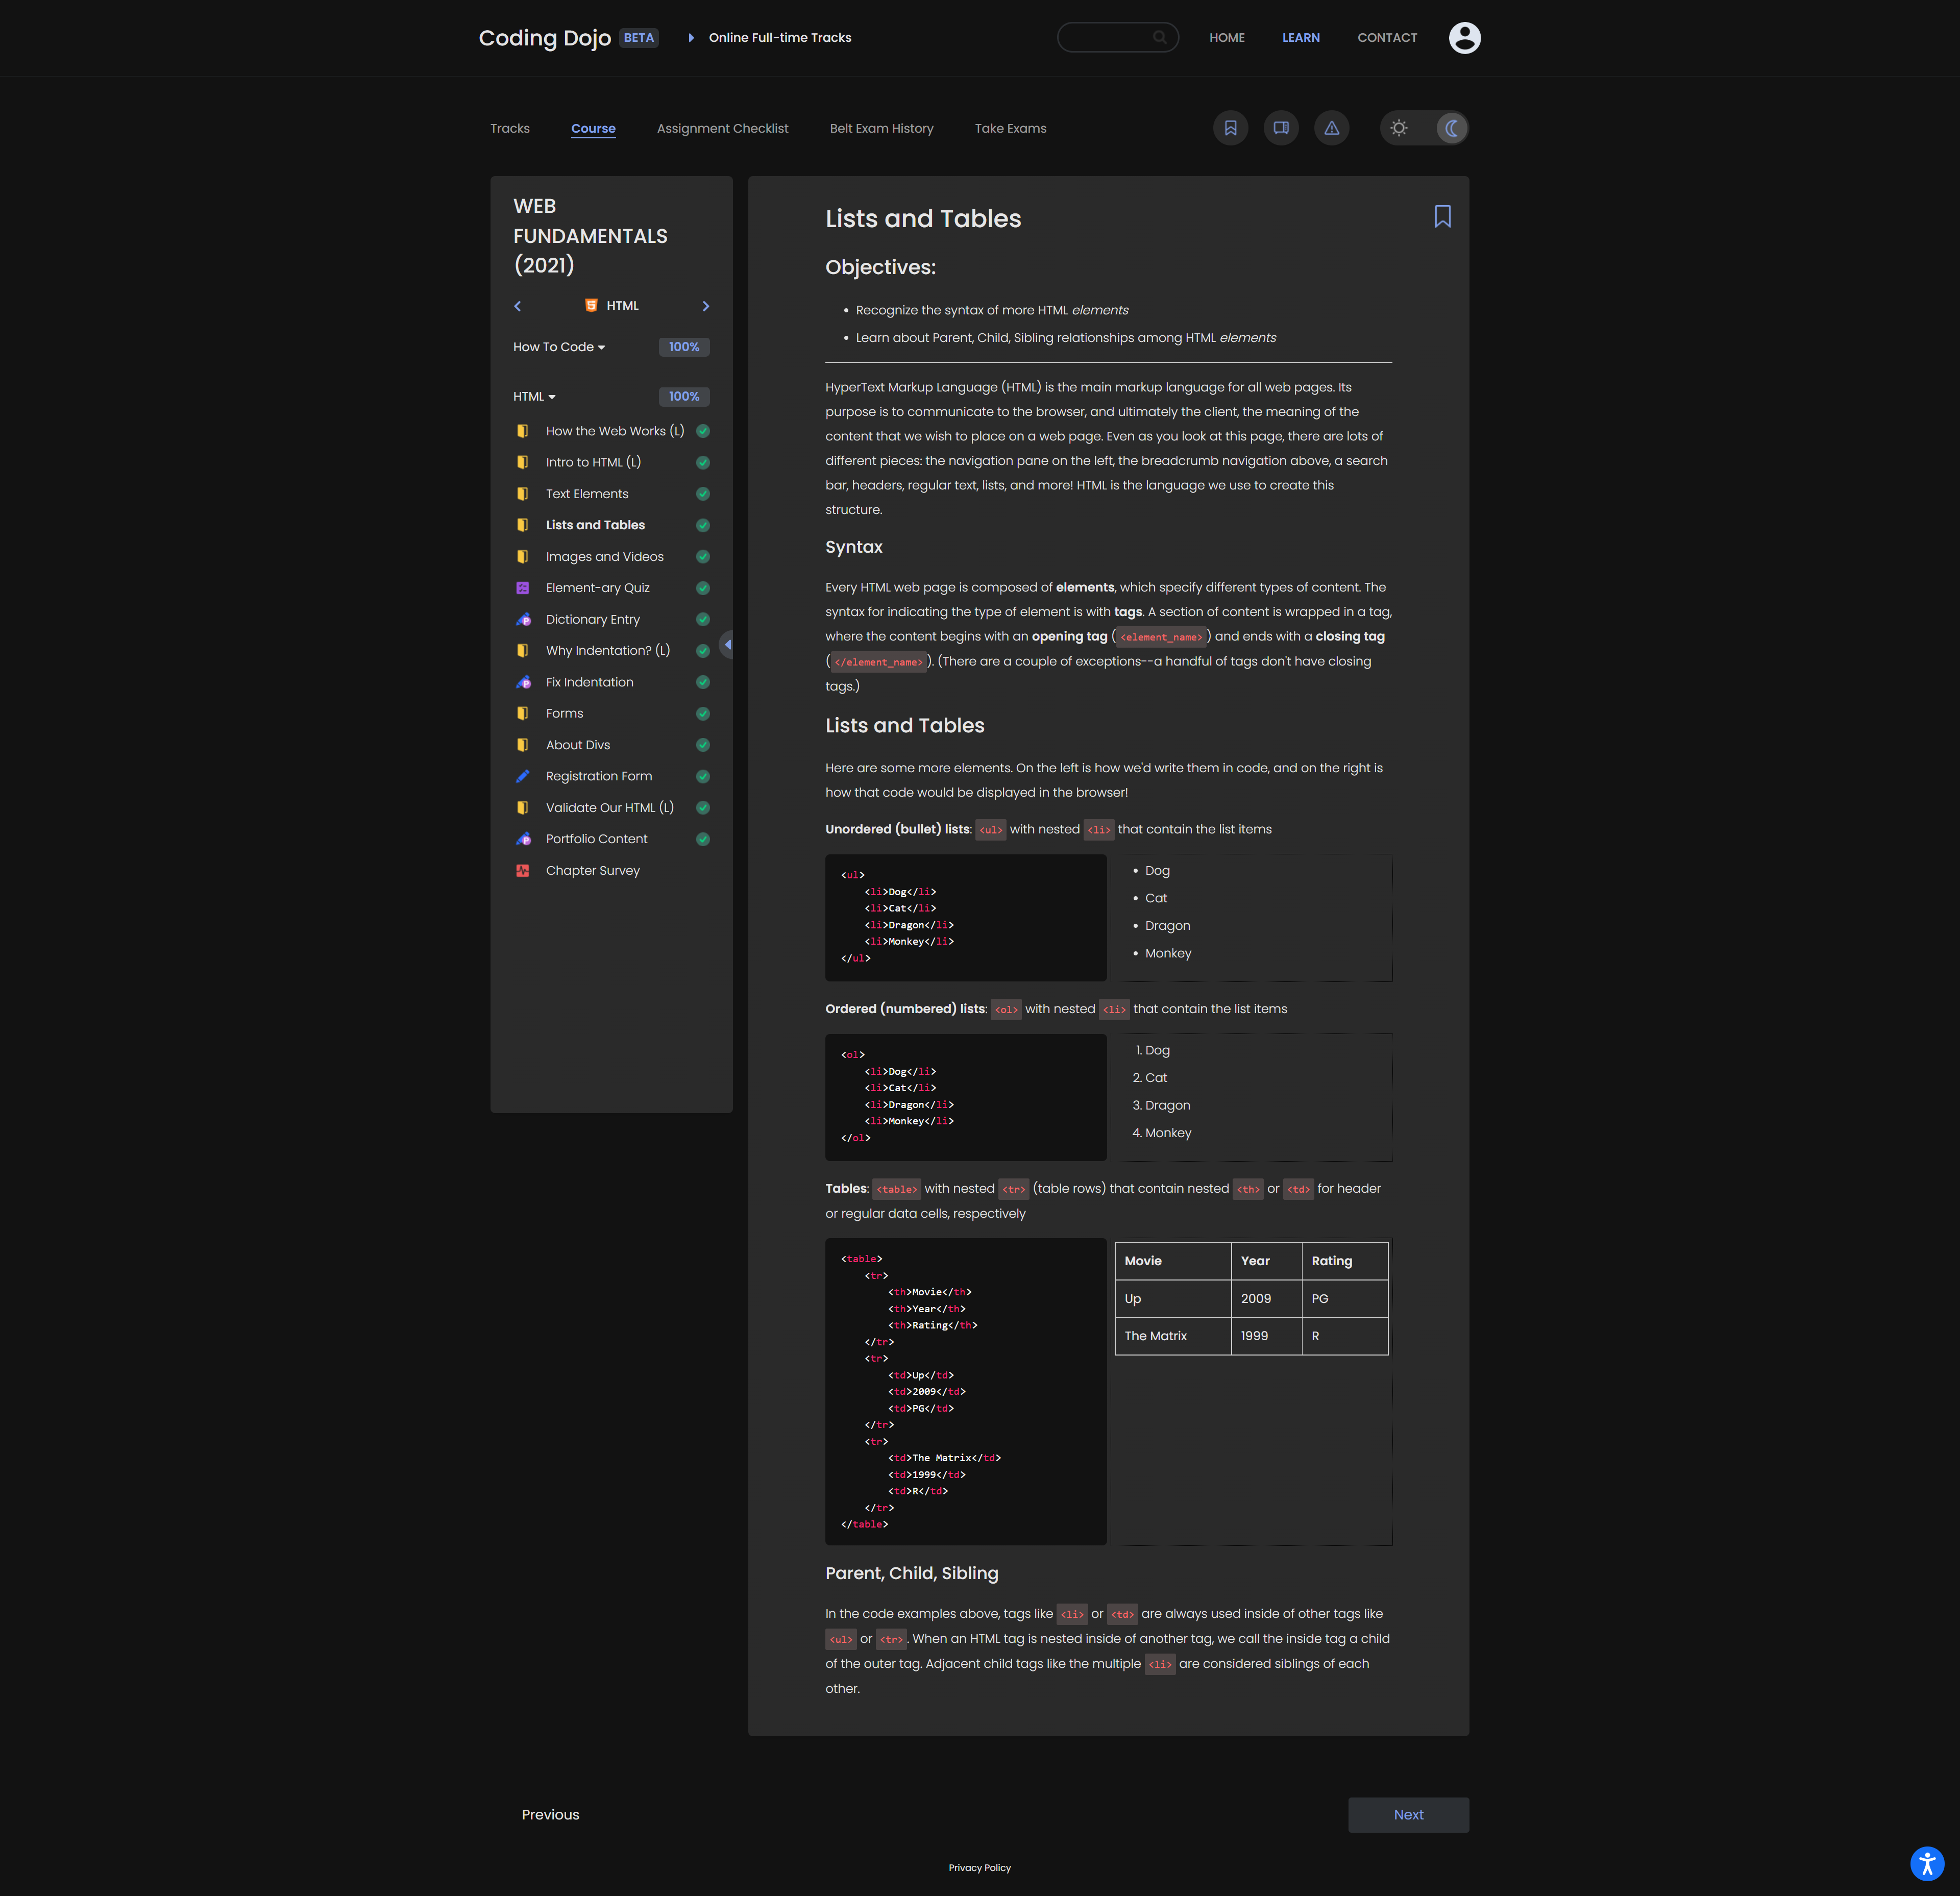 Coding Dojo BETA Online Full-time Tracks HOME LEARN CONTACT
Tracks Course Assignment Checklist Belt Exam History Take Exams
WEB
FUNDAMENTALS
(2021)
HTML
How To Code 100%
HTML 100%
How the Web Works (L)
Intro to HTML (L)
Text Elements
Lists and Tables
Images and Videos
Element-ary Quiz
Dictionary Entry
Why Indentation? (L)
Fix Indentation
Forms
About Divs
Registration Form
Validate Our HTML (L)
Portfolio Content
Chapter Survey
Lists and Tables
Objectives:
• Recognize the syntax of more HTML elements
• Learn about Parent, Child, Sibling relationships among HTML elements
HyperText Markup Language (HTML) is the main markup language for all web pages. Its
purpose is to communicate to the browser, and ultimately the client, the meaning of the
content that we wish to place on a web page. Even as you look at this page, there are lots of
different pieces: the navigation pane on the left, the breadcrumb navigation above, a search
bar, headers, regular text, lists, and more! HTML is the language we use to create this
structure.
Syntax
Every HTML web page is composed of elements, which specify different types of content. The
syntax for indicating the type of element is with tags. A section of content is wrapped in a tag,
where the content begins with an opening tag (<element_name>) and ends with a closing tag
(</element_name>). (There are a couple of exceptions--a handful of tags don't have closing
tags.)
Lists and Tables
Here are some more elements. On the left is how we'd write them in code, and on the right is
how that code would be displayed in the browser!
Unordered (bullet) lists: <ul> with nested <li> that contain the list items
<ul>
<li>Dog</li>
<li>Cat</li>
<li>Dragon</li>
<li>Monkey</li>
</ul>
• Dog
• Cat
• Dragon
• Monkey
Ordered (numbered) lists: <ol> with nested <li> that contain the list items
<ol>
<li>Dog</li>
<li>Cat</li>
<li>Dragon</li>
<li>Monkey</li>
</ol>
1. Dog
2. Cat
3. Dragon
4. Monkey
Tables: <table> with nested <tr> (table rows) that contain nested <th> or <td> for header
or regular data cells, respectively
<table>
<tr>
<th>Movie</th>
<th>Year</th>
<th>Rating</th>
</tr>
<tr>
<td>Up</td>
<td>2009</td>
<td>PG</td>
</tr>
<tr>
<td>The Matrix</td>
<td>1999</td>
<td>R</td>
</tr>
</table>
Movie Year Rating
Up 2009 PG
The Matrix 1999 R
Parent, Child, Sibling
In the code examples above, tags like <li> or <td> are always used inside of other tags like
<ul> or <tr>. When an HTML tag is nested inside of another tag, we call the inside tag a child
of the outer tag. Adjacent child tags like the multiple <li> are considered siblings of each
other.
Previous Next
Privacy Policy